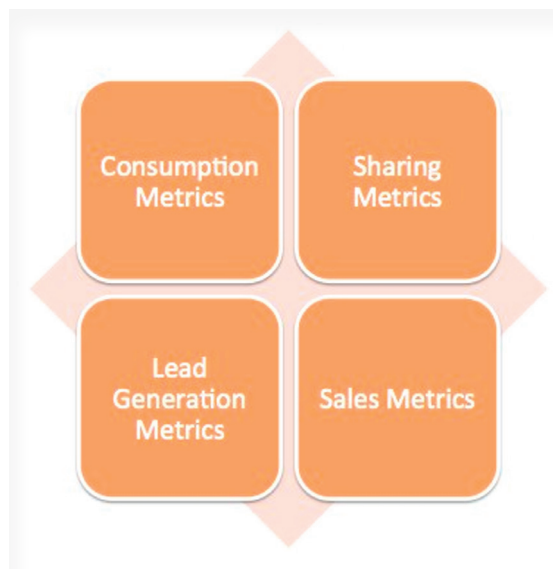 Consumption
Metrics
Sharing
Metrics
Lead
Generation
Metrics
Sales Metrics